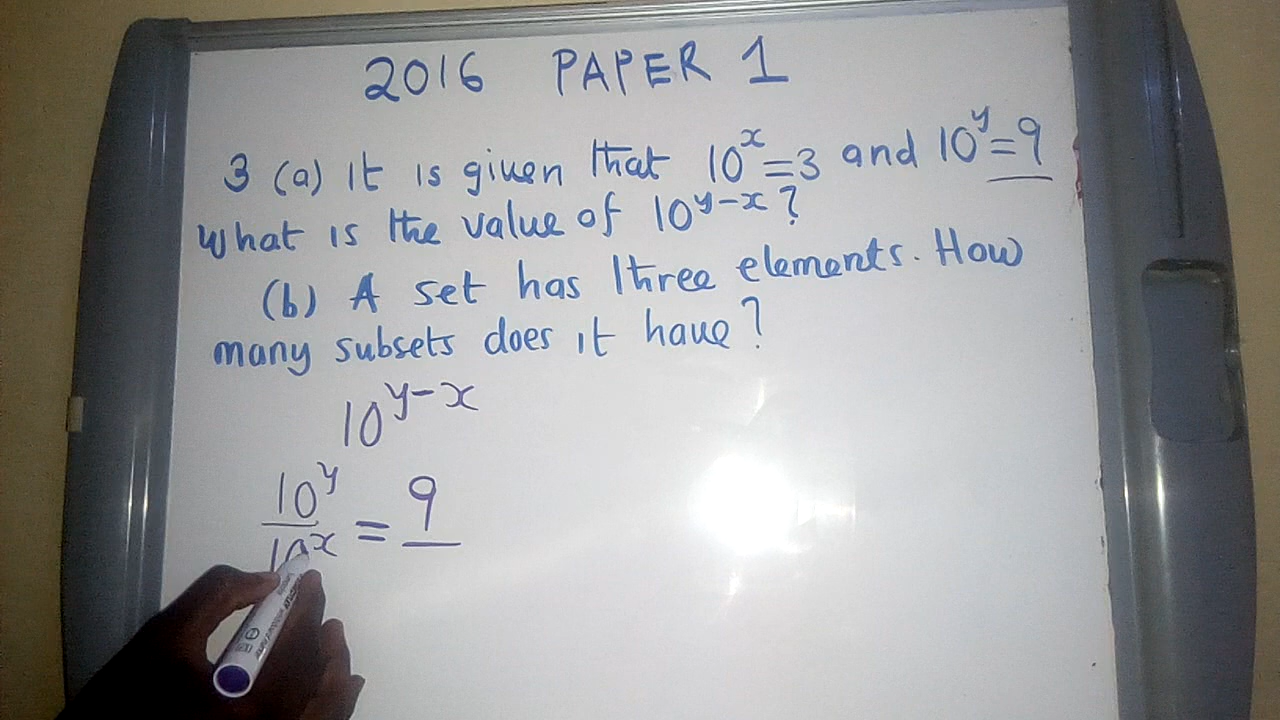 2016 PAPER 1
3 (a) It is given that 10^x=3 and 10^y=9
What is the value of 10^y-x?
(b) A set has three elements. How
many subsets does it have?
10^y-x
10^y/10^x = 9